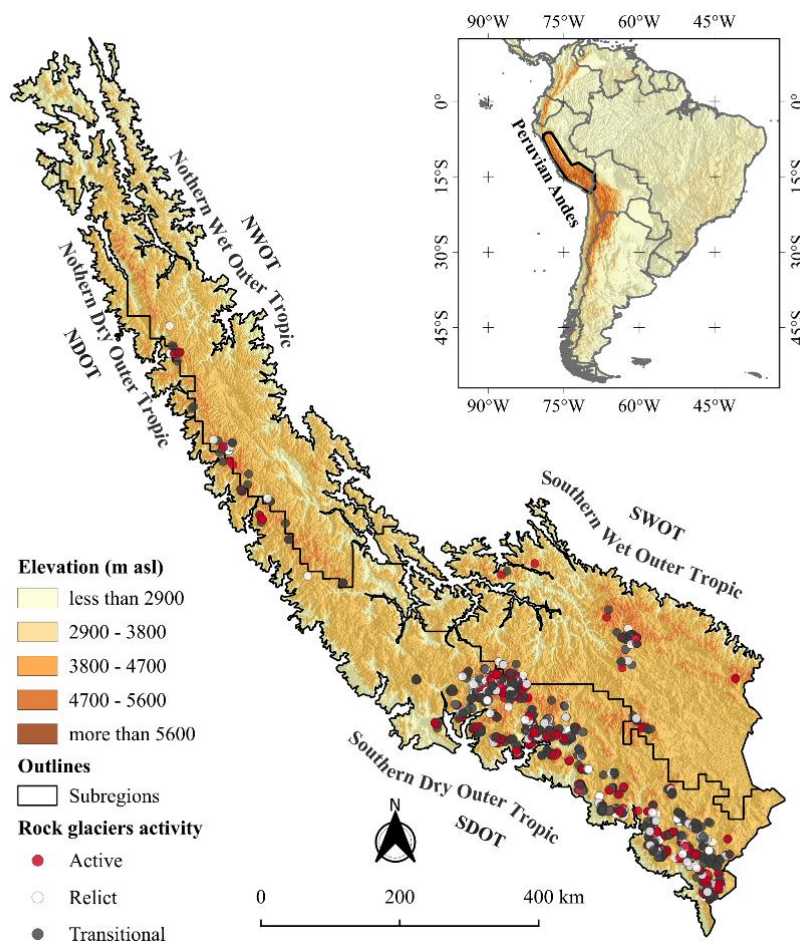 90°W 75°W 60°W 45°W
0°
15°S
30°S
45°S
0°
15°S
30°S
45°S
90°W 75°W 60°W 45°W
Peruvian Andes
NWOT
Nothern Wet Outer Tropic
Nothern Dry Outer Tropic
NDOT
SWOT
Southern Wet Outer Tropic
Southern Dry Outer Tropic
SDOT
Elevation (m asl)
less than 2900
2900 - 3800
3800 - 4700
4700 - 5600
more than 5600
Outlines
Subregions
Rock glaciers activity
Active
Relict
Transitional
N
0 200 400 km